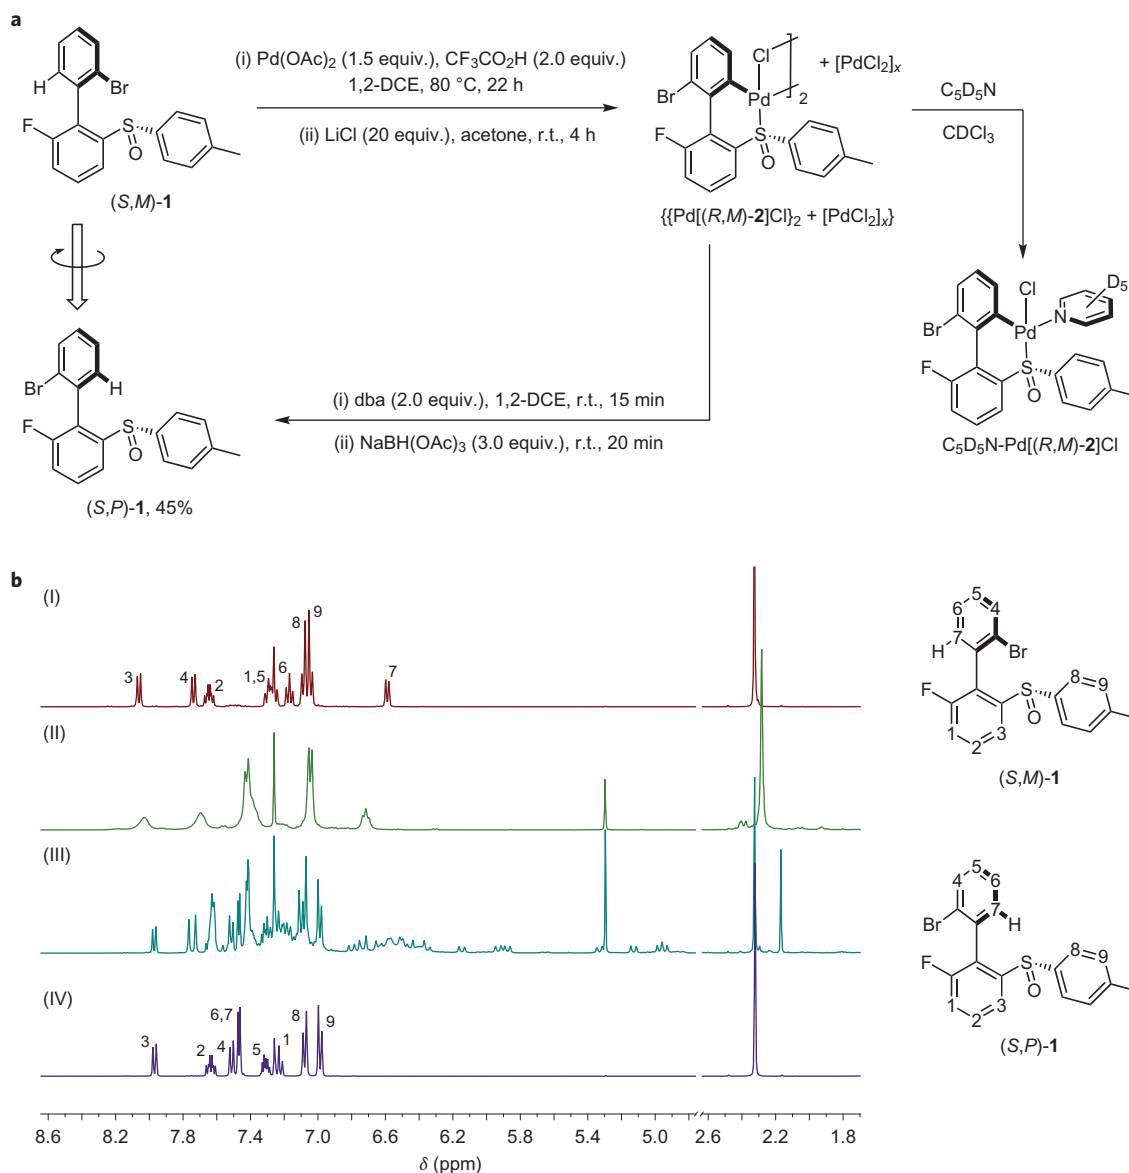 a
H
Br
F
S
O
(S,M)-1
(i) Pd(OAc)2 (1.5 equiv.), CF3CO2H (2.0 equiv.)
1,2-DCE, 80 °C, 22 h
(ii) LiCl (20 equiv.), acetone, r.t., 4 h
Cl
2
Br
Pd
F
S
O
+ [PdCl2]x
{{Pd[(R,M)-2]Cl}2 + [PdCl2]x}
C5D5N
CDCl3
Cl
D5
N
Br
Pd
F
S
O
C5D5N-Pd[(R,M)-2]Cl
Br
H
F
S
O
(S,P)-1, 45%
(i) dba (2.0 equiv.), 1,2-DCE, r.t., 15 min
(ii) NaBH(OAc)3 (3.0 equiv.), r.t., 20 min
b
(I)
3
4
2
1,5
6
8
9
7
(II)
(III)
(IV)
3
2
4
6,7
5
1
8
9
8.6 8.2 7.8 7.4 7.0 6.6 6.2 5.8 5.4 5.0 2.6 2.2 1.8
δ (ppm)
5
6 4
7
H
Br
8 9
F
S
O
1 3
2
(S,M)-1
5
4 6
7
Br
H
8 9
F
S
O
1 3
2
(S,P)-1